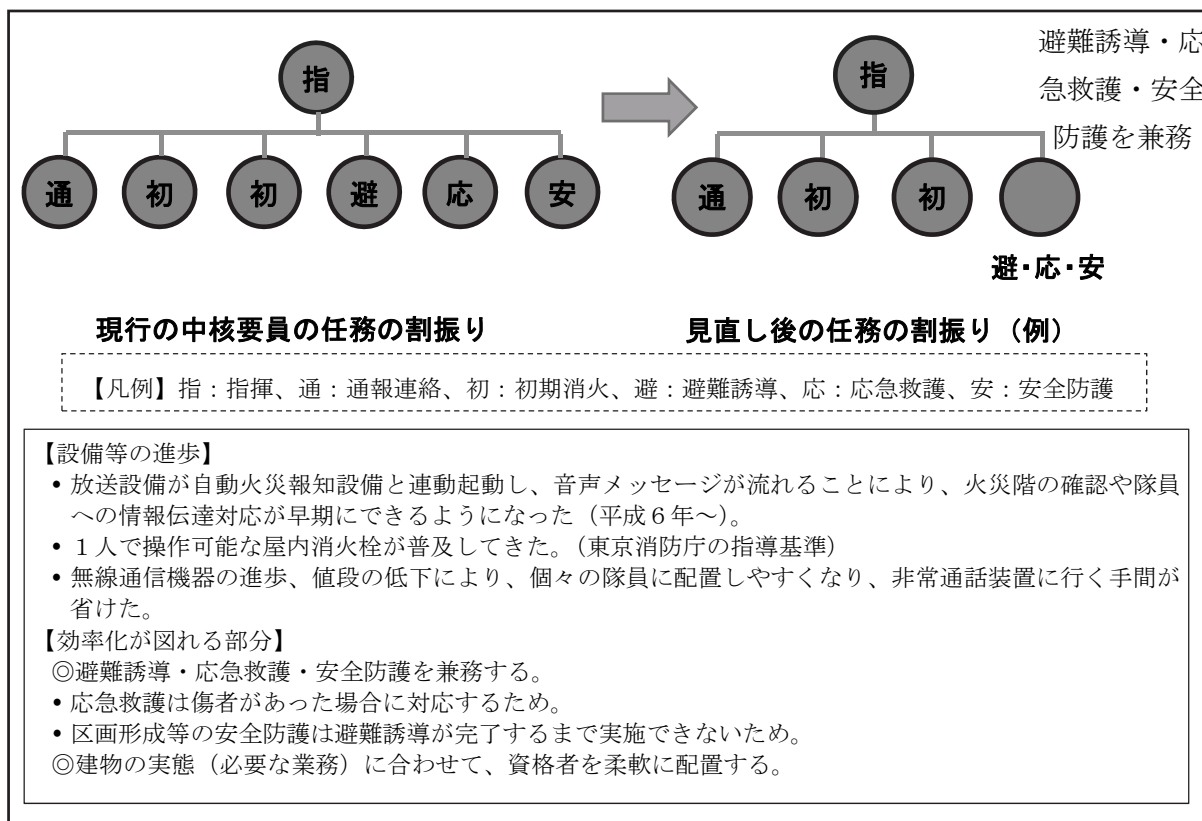 指
指
避難誘導・応
急救護・安全
防護を兼務
通 初 初 避 応 安
通 初 初
避・応・安
現行の中核要員の任務の割振り
見直し後の任務の割振り（例）
【凡例】指：指揮、通：通報連絡、初：初期消火、避：避難誘導、応：応急救護、安：安全防護
【設備等の進歩】
• 放送設備が自動火災報知設備と連動起動し、音声メッセージが流れることにより、火災階の確認や隊員
への情報伝達対応が早期にできるようになった（平成６年～）。
• １人で操作可能な屋内消火栓が普及してきた。（東京消防庁の指導基準）
• 無線通信機器の進歩、値段の低下により、個々の隊員に配置しやすくなり、非常通話装置に行く手間が
省けた。
【効率化が図れる部分】
◎避難誘導・応急救護・安全防護を兼務する。
• 応急救護は傷者があった場合に対応するため。
• 区画形成等の安全防護は避難誘導が完了するまで実施できないため。
◎建物の実態（必要な業務）に合わせて、資格者を柔軟に配置する。